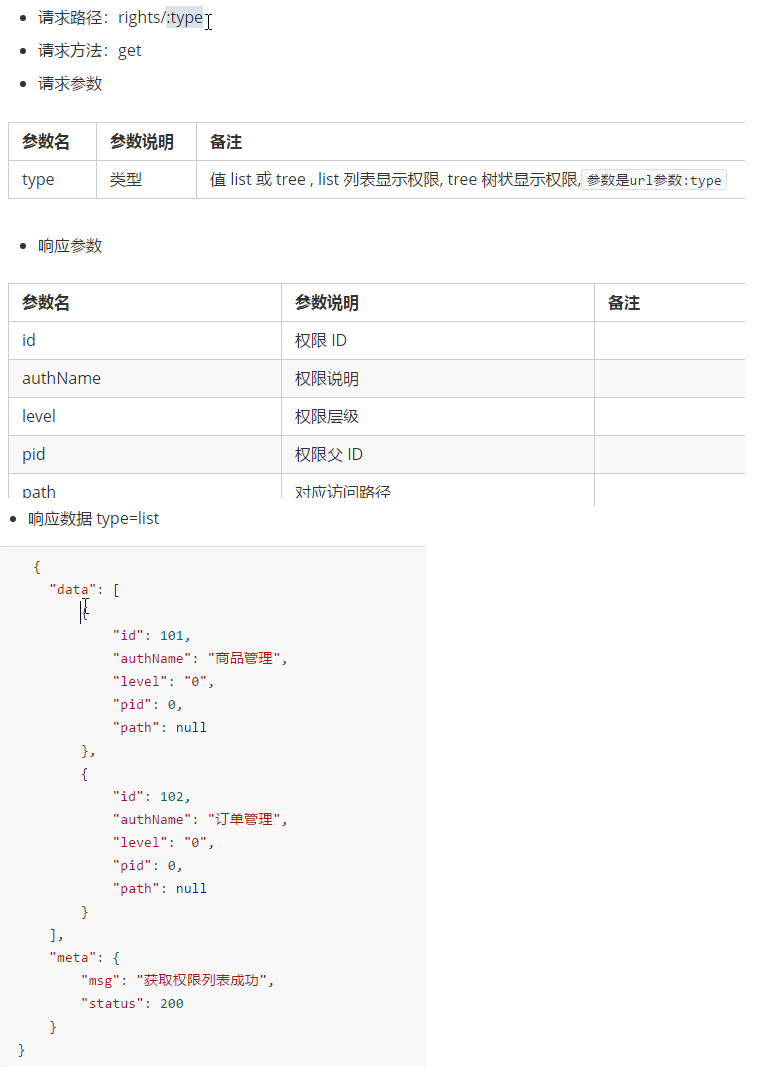 请求路径：rights/:type
请求方法：get
请求参数
参数名 参数说明 备注
type 类型 值 list 或 tree , list 列表显示权限, tree 树状显示权限,参数是url参数:type
响应参数
参数名 参数说明 备注
id 权限 ID
authName 权限说明
level 权限层级
pid 权限父 ID
path 对应访问路径
响应数据 type=list
{
"data": [
{
"id": 101,
"authName": "商品管理",
"level": "0",
"pid": 0,
"path": null
},
{
"id": 102,
"authName": "订单管理",
"level": "0",
"pid": 0,
"path": null
}
],
"meta": {
"msg": "获取权限列表成功",
"status": 200
}
}